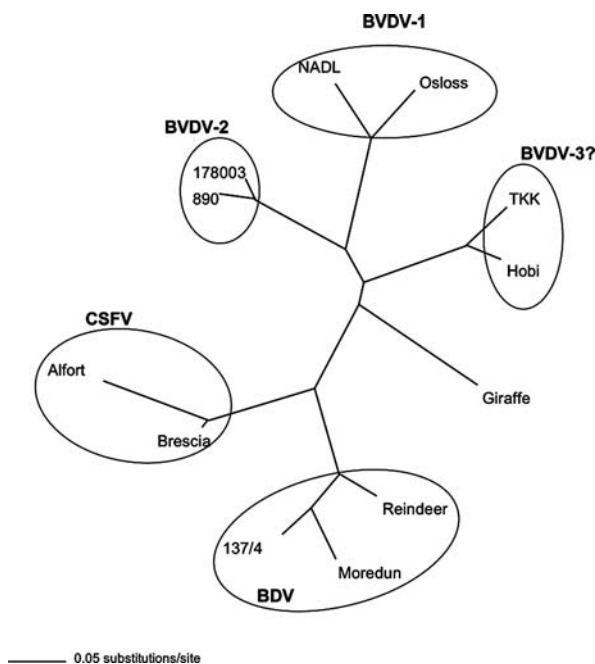 BVDV-1
NADL
Osloss
BVDV-2
178003
890
BVDV-3?
TKK
Hobi
CSFV
Alfort
Brescia
Giraffe
Reindeer
137/4
Moredun
BDV
0.05 substitutions/site